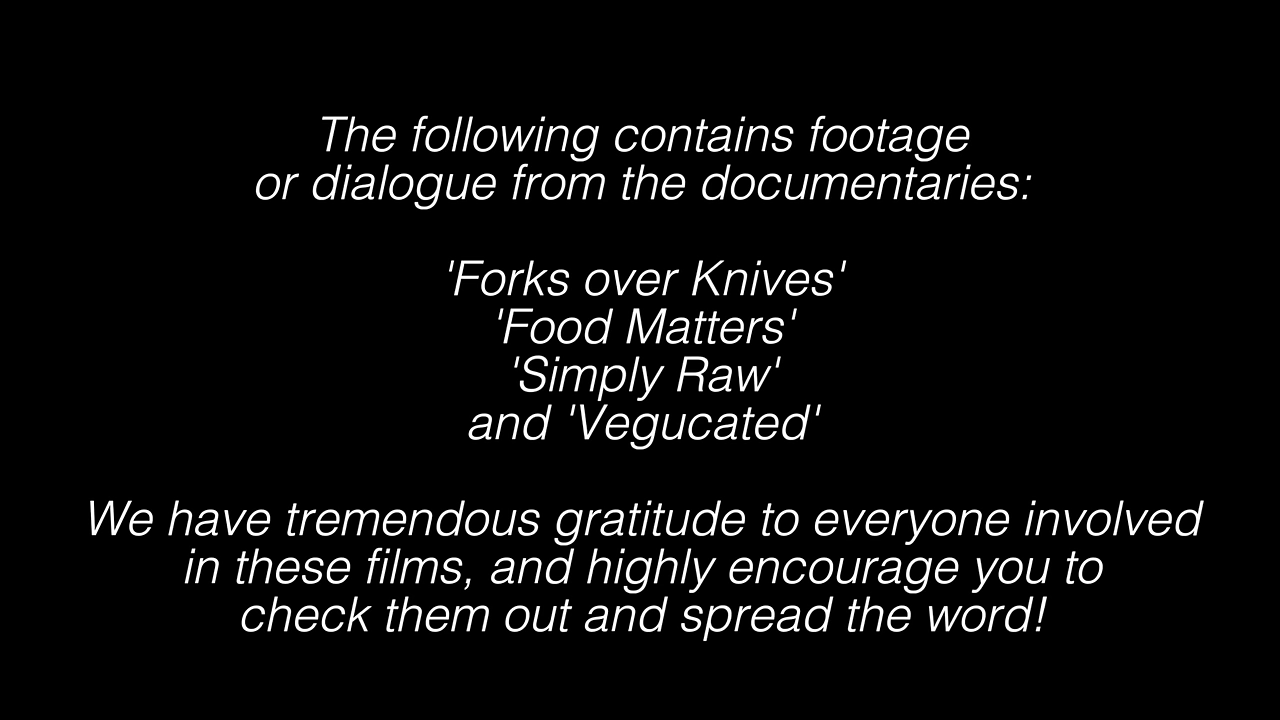 The following contains footage
or dialogue from the documentaries:
'Forks over Knives'
'Food Matters'
'Simply Raw'
and 'Vegucated'
We have tremendous gratitude to everyone involved
in these films, and highly encourage you to
check them out and spread the word!